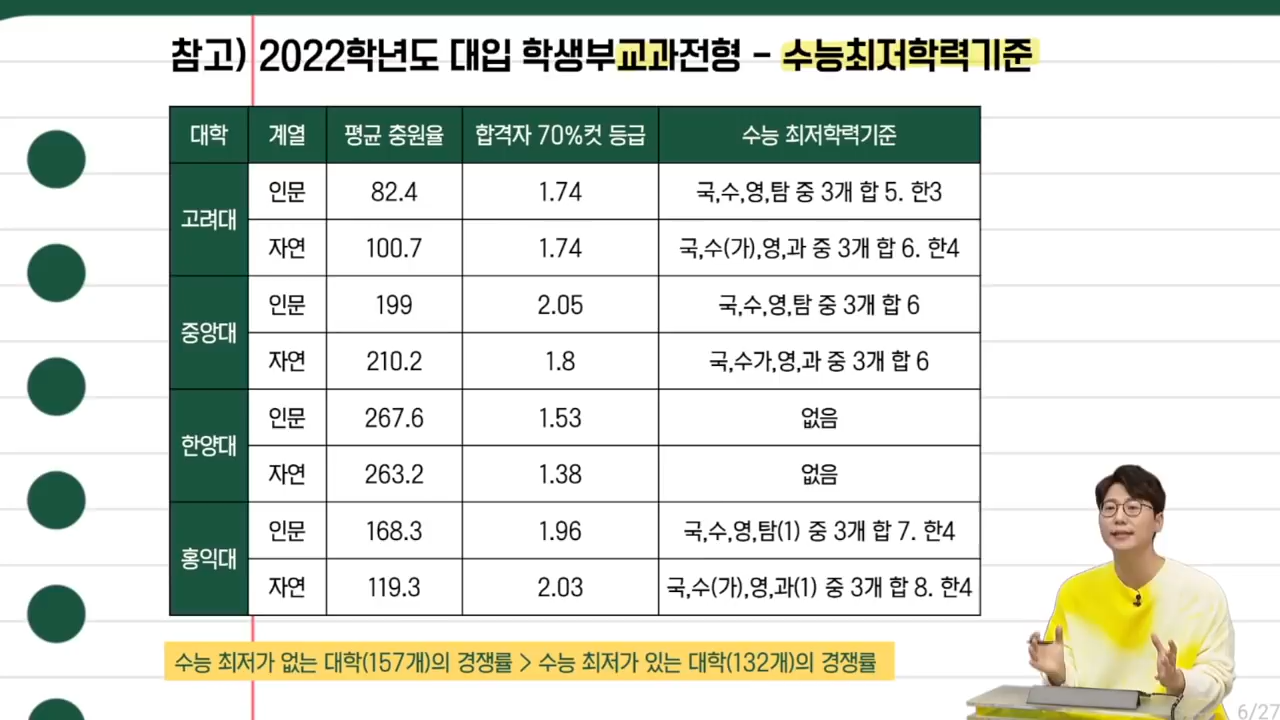 참고) 2022학년도 대입 학생부교과전형 - 수능최저학력기준
대학 계열 평균 충원율 합격자 70%컷 등급 수능 최저학력기준
고려대 인문 82.4 1.74 국,수,영,탐 중 3개 합 5. 한3
자연 100.7 1.74 국,수(가),영,과 중 3개 합 6. 한4
중앙대 인문 199 2.05 국,수,영,탐 중 3개 합 6
자연 210.2 1.8 국,수가,영,과 중 3개 합 6
한양대 인문 267.6 1.53 없음
자연 263.2 1.38 없음
홍익대 인문 168.3 1.96 국,수,영,탐(1) 중 3개 합 7. 한4
자연 119.3 2.03 국,수(가),영,과(1) 중 3개 합 8. 한4
수능 최저가 없는 대학(157개)의 경쟁률 > 수능 최저가 있는 대학(132개)의 경쟁률
6/27